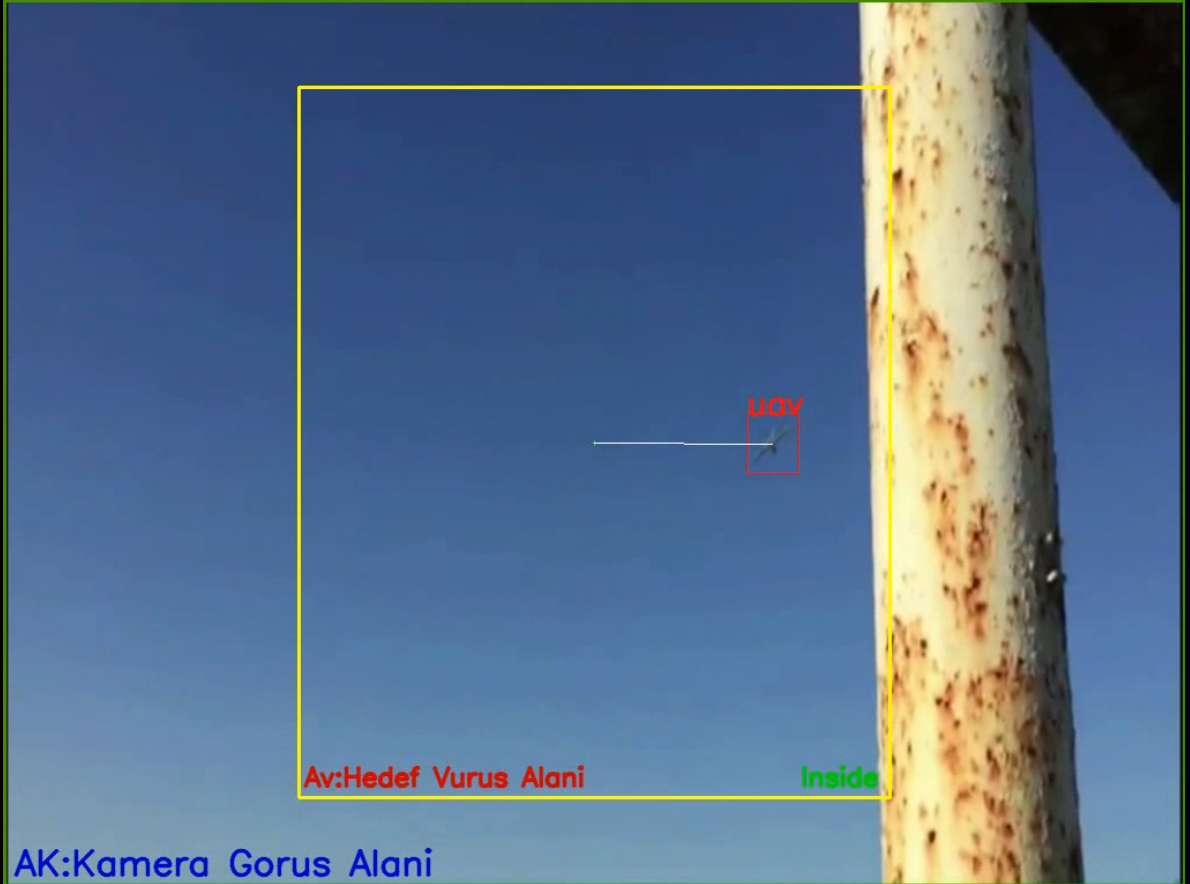 uav
Av:Hedef Vurus Alani
Inside
AK:Kamera Gorus Alani